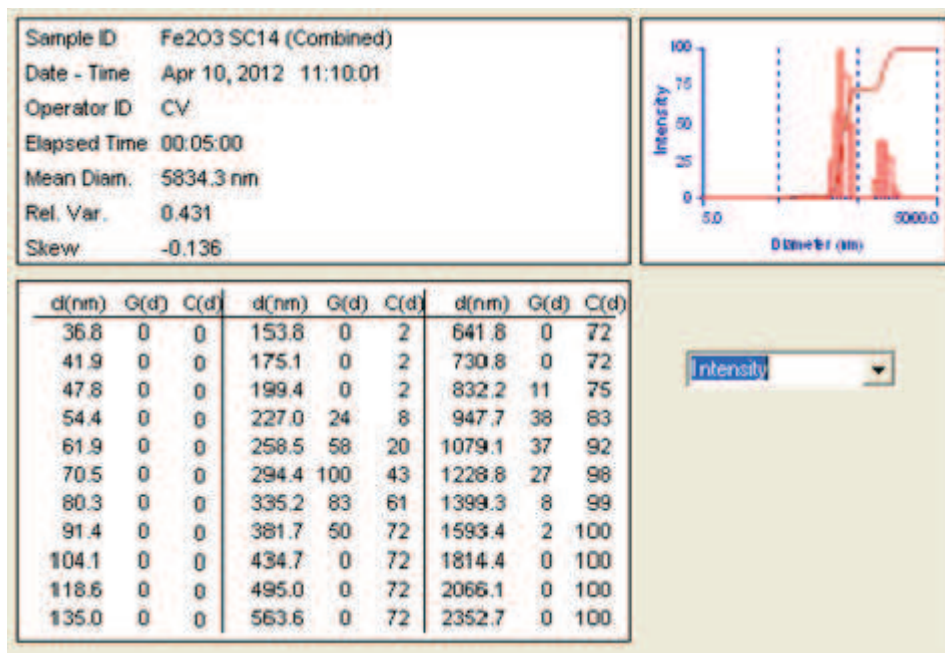 Sample ID Fe2O3 SC14 (Combined)
Date - Time Apr 10, 2012 11:10:01
Operator ID CV
Elapsed Time 00:05:00
Mean Diam. 5834.3 nm
Rel. Var. 0.431
Skew -0.136
100
75
50
25
0
Intensity
5.0 5000.0
Diameter (nm)
d(nm) G(d) C(d) d(nm) G(d) C(d) d(nm) G(d) C(d)
36.8 0 0 153.8 0 2 641.8 0 72
41.9 0 0 175.1 0 2 730.8 0 72
47.8 0 0 199.4 0 2 832.2 11 75
54.4 0 0 227.0 24 8 947.7 38 83
61.9 0 0 258.5 58 20 1079.1 37 92
70.5 0 0 294.4 100 43 1228.8 27 98
80.3 0 0 335.2 83 61 1399.3 8 99
91.4 0 0 381.7 50 72 1593.4 2 100
104.1 0 0 434.7 0 72 1814.4 0 100
118.6 0 0 495.0 0 72 2066.1 0 100
135.0 0 0 563.6 0 72 2352.7 0 100
Intensity